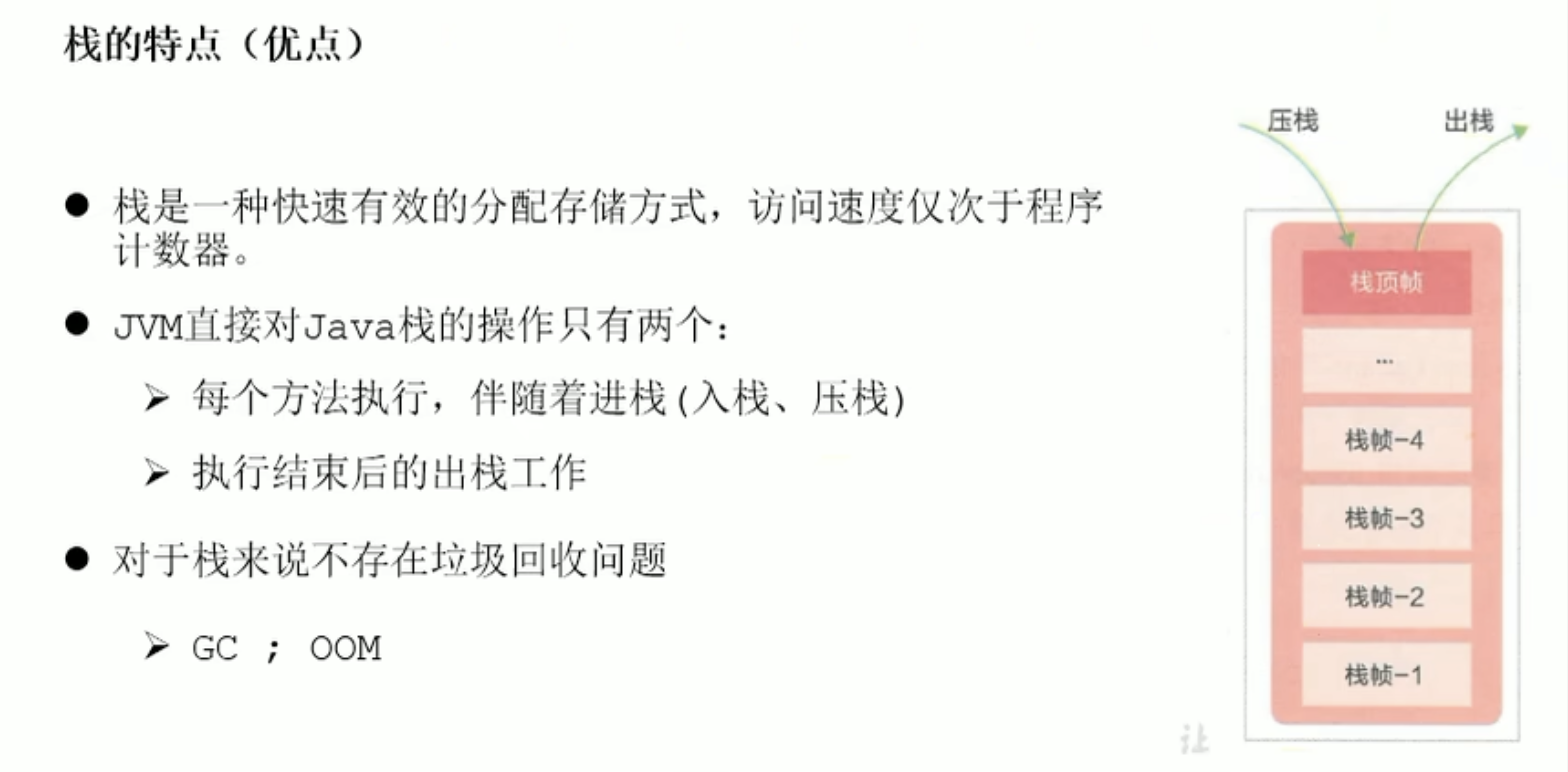 栈的特点（优点）
● 栈是一种快速有效的分配存储方式，访问速度仅次于程序
计数器。
● JVM直接对Java栈的操作只有两个：
➢ 每个方法执行，伴随着进栈(入栈、压栈)
➢ 执行结束后的出栈工作
● 对于栈来说不存在垃圾回收问题
➢ GC ; OOM
压栈
出栈
栈顶帧
...
栈帧-4
栈帧-3
栈帧-2
栈帧-1
让